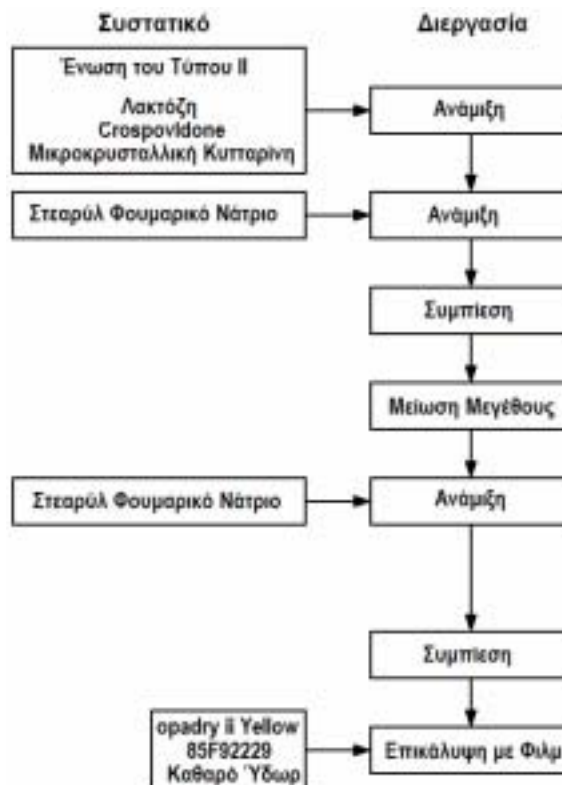 Συστατικό Διεργασία
Ένωση του Τύπου II
Λακτόζη
Crospovidone
Μικροκρυσταλλική Κυτταρίνη
Ανάμιξη
Στεαρύλ Φουμαρικό Νάτριο
Ανάμιξη
Συμπίεση
Μείωση Μεγέθους
Στεαρύλ Φουμαρικό Νάτριο
Ανάμιξη
Συμπίεση
opadry ii Yellow
85F92229
Καθαρό Ύδωρ
Επικάλυψη με Φιλμ